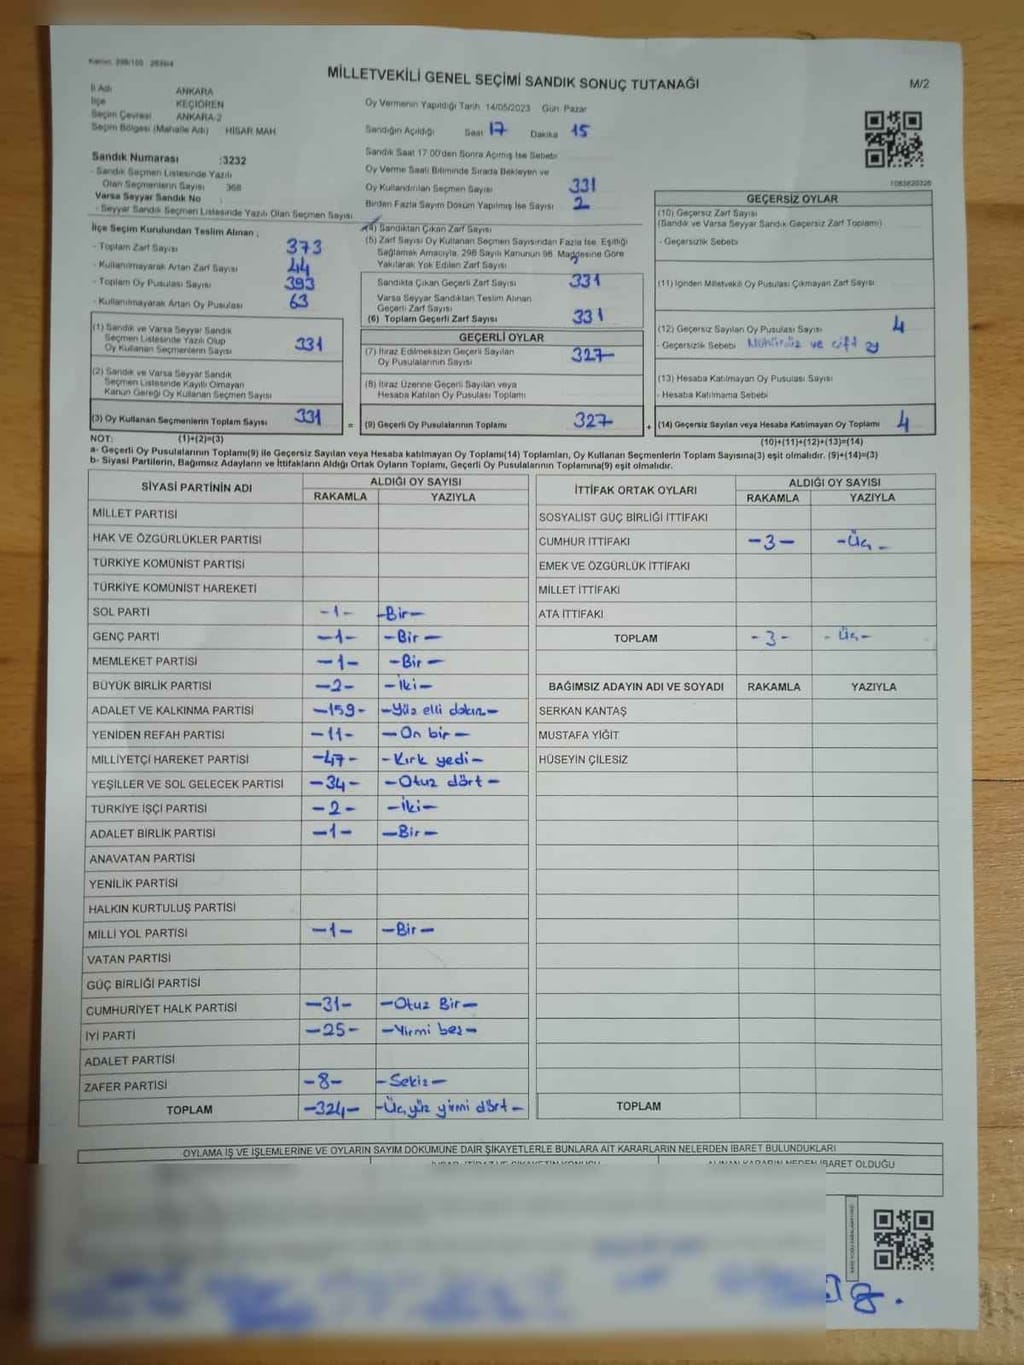 MİLLETVEKİLİ GENEL SEÇİMİ SANDIK SONUÇ TUTANAĞI
M/2
İl Adı ANKARA
İlçe KEÇİÖREN
Seçim Çevresi ANKARA-2
Seçim Bölgesi (Mahalle Adı) HISAR MAH
Oy Vermenin Yapıldığı Tarih 14/05/2023 Gün: Pazar
Sandığın Açıldığı Saat 17 Dakika 15
Sandık Saat 17:00'den Sonra Açılmış İse Sebebi
Oy Verme Saati Bitiminde Sırada Bekleyen ve
Oy Kullandırılan Seçmen Sayısı 331
Birden Fazla Sayım Döküm Yapılmış İse Sayısı 2
Sandık Numarası :3232
- Sandık Seçmen Listesinde Yazılı
Olan Seçmenlerin Sayısı 368
Varsa Seyyar Sandık No
- Seyyar Sandık Seçmen Listesinde Yazılı Olan Seçmen Sayısı
İlçe Seçim Kurulundan Teslim Alınan ;
- Toplam Zarf Sayısı 373
- Kullanılmayarak Artan Zarf Sayısı 44
- Toplam Oy Pusulası Sayısı 393
- Kullanılmayarak Artan Oy Pusulası 63
(1) Sandık ve Varsa Seyyar Sandık
Seçmen Listesinde Yazılı Olup
Oy Kullanan Seçmenlerin Sayısı 331
(2) Sandık ve Varsa Seyyar Sandık
Seçmen Listesinde Kayıtlı Olmayan
Kanun Gereği Oy Kullanan Seçmen Sayısı
(3) Oy Kullanan Seçmenlerin Toplam Sayısı 331
(4) Sandıktan Çıkan Zarf Sayısı
(5) Zarf Sayısı Oy Kullanan Seçmen Sayısından Fazla İse, Eşitliği
Sağlamak Amacıyla, 298 Sayılı Kanunun 98. Maddesine Göre
Yakılarak Yok Edilen Zarf Sayısı
Sandıkta Çıkan Geçerli Zarf Sayısı 331
Varsa Seyyar Sandıktan Teslim Alınan
Geçerli Zarf Sayısı
(6) Toplam Geçerli Zarf Sayısı 331
GEÇERLİ OYLAR
(7) İtiraz Edilmeksizin Geçerli Sayılan
Oy Pusulalarının Sayısı 327
(8) İtiraz Üzerine Geçerli Sayılan veya
Hesaba Katılan Oy Pusulası Toplamı
= (9) Geçerli Oy Pusulalarının Toplamı 327
1083820326
GEÇERSİZ OYLAR
(10) Geçersiz Zarf Sayısı
(Sandık ve Varsa Seyyar Sandık Geçersiz Zarf Toplamı)
- Geçersizlik Sebebi
(11) İçinden Milletvekili Oy Pusulası Çıkmayan Zarf Sayısı
(12) Geçersiz Sayılan Oy Pusulası Sayısı 4
- Geçersizlik Sebebi Mühürsüz ve çift oy
(13) Hesaba Katılmayan Oy Pusulası Sayısı
- Hesaba Katılmama Sebebi
+ (14) Geçersiz Sayılan veya Hesaba Katılmayan Oy Toplamı 4
NOT: (1)+(2)=(3) (10)+(11)+(12)+(13)=(14)
a- Geçerli Oy Pusulalarının Toplamı(9) ile Geçersiz Sayılan veya Hesaba katılmayan Oy Toplamı(14) Toplamları, Oy Kullanan Seçmenlerin Toplam Sayısına(3) eşit olmalıdır. (9)+(14)=(3)
b- Siyasi Partilerin, Bağımsız Adayların ve İttifakların Aldığı Ortak Oyların Toplamı, Geçerli Oy Pusulalarının Toplamına(9) eşit olmalıdır.
SİYASİ PARTİNİN ADI ALDIĞI OY SAYISI
RAKAMLA YAZIYLA
MİLLET PARTİSİ
HAK VE ÖZGÜRLÜKLER PARTİSİ
TÜRKİYE KOMÜNİST PARTİSİ
TÜRKİYE KOMÜNİST HAREKETİ
SOL PARTİ -1- -Bir-
GENÇ PARTİ -1- -Bir-
MEMLEKET PARTİSİ -1- -Bir-
BÜYÜK BİRLİK PARTİSİ -2- -İki-
ADALET VE KALKINMA PARTİSİ -159- -Yüz elli dokuz-
YENİDEN REFAH PARTİSİ -11- -On bir-
MİLLİYETÇİ HAREKET PARTİSİ -47- -Kırk yedi-
YEŞİLLER VE SOL GELECEK PARTİSİ -34- -Otuz dört-
TÜRKİYE İŞÇİ PARTİSİ -2- -İki-
ADALET BİRLİK PARTİSİ -1- -Bir-
ANAVATAN PARTİSİ
YENİLİK PARTİSİ
HALKIN KURTULUŞ PARTİSİ
MİLLİ YOL PARTİSİ -1- -Bir-
VATAN PARTİSİ
GÜÇ BİRLİĞİ PARTİSİ
CUMHURİYET HALK PARTİSİ -31- -Otuz Bir-
İYİ PARTİ -25- -Yirmi beş-
ADALET PARTİSİ
ZAFER PARTİSİ -8- -Sekiz-
TOPLAM -324- -Üç yüz yirmi dört-
İTTİFAK ORTAK OYLARI ALDIĞI OY SAYISI
RAKAMLA YAZIYLA
SOSYALİST GÜÇ BİRLİĞİ İTTİFAKI
CUMHUR İTTİFAKI -3- -Üç-
EMEK VE ÖZGÜRLÜK İTTİFAKI
MİLLET İTTİFAKI
ATA İTTİFAKI
TOPLAM -3- -Üç-
BAĞIMSIZ ADAYIN ADI VE SOYADI RAKAMLA YAZIYLA
SERKAN KANTAŞ
MUSTAFA YİĞİT
HÜSEYİN ÇİLESİZ
TOPLAM
OYLAMA İŞ VE İŞLEMLERİNE VE OYLARIN SAYIM DÖKÜMÜNE DAİR ŞİKAYETLERLE BUNLARA AİT KARARLARIN NELERDEN İBARET BULUNDUKLARI
ALINAN KARARIN NEDEN İBARET OLDUĞU